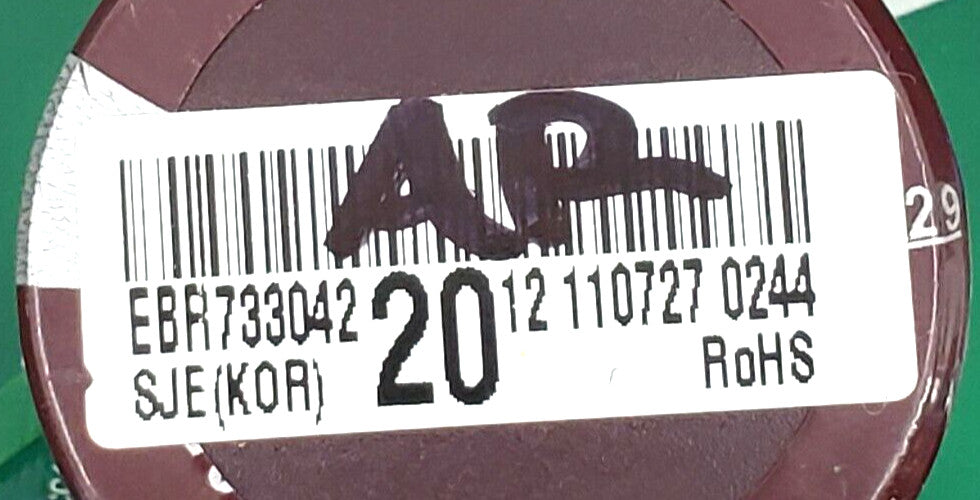 AP
EBR733042 20 12 110727 0244
SJE(KOR) RoHS
29